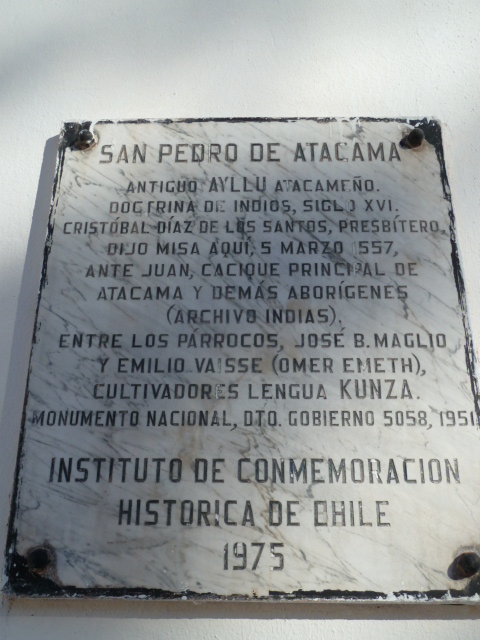 SAN PEDRO DE ATACAMA
ANTIGUO AYLLU ATACAMEÑO.
DOCTRINA DE INDIOS, SIGLO XVI.
CRISTÓBAL DÍAZ DE LOS SANTOS, PRESBÍTERO,
DIJO MISA AQUÍ, 5 MARZO 1557,
ANTE JUAN, CACIQUE PRINCIPAL DE
ATACAMA Y DEMÁS ABORÍGENES
(ARCHIVO INDIAS).
ENTRE LOS PÁRROCOS, JOSÉ B. MAGLIO
Y EMILIO VAISSE (OMER EMETH),
CULTIVADORES LENGUA KUNZA.
MONUMENTO NACIONAL, DTO. GOBIERNO 5058, 1951
INSTITUTO DE CONMEMORACION
HISTORICA DE CHILE
1975